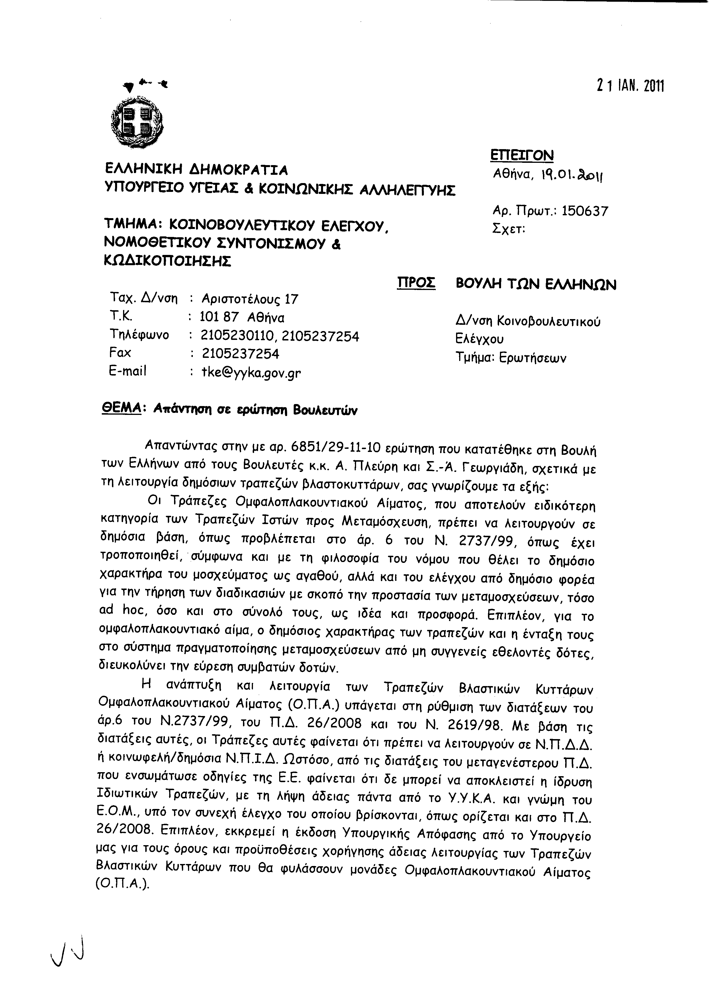 2 1 ΙΑΝ. 2011
ΕΛΛΗΝΙΚΗ ΔΗΜΟΚΡΑΤΙΑ
ΥΠΟΥΡΓΕΙΟ ΥΓΕΙΑΣ & ΚΟΙΝΩΝΙΚΗΣ ΑΛΛΗΛΕΓΓΥΗΣ
ΕΠΕΙΓΟΝ
Αθήνα, 19.01.2011
Αρ. Πρωτ.: 150637
Σχετ:
ΤΜΗΜΑ: ΚΟΙΝΟΒΟΥΛΕΥΤΙΚΟΥ ΕΛΕΓΧΟΥ,
ΝΟΜΟΘΕΤΙΚΟΥ ΣΥΝΤΟΝΙΣΜΟΥ &
ΚΩΔΙΚΟΠΟΙΗΣΗΣ
ΠΡΟΣ ΒΟΥΛΗ ΤΩΝ ΕΛΛΗΝΩΝ
Ταχ. Δ/νση : Αριστοτέλους 17
Τ.Κ. : 101 87 Αθήνα
Τηλέφωνο : 2105230110, 2105237254
Fax : 2105237254
E-mail : tke@yyka.gov.gr
Δ/νση Κοινοβουλευτικού
Ελέγχου
Τμήμα: Ερωτήσεων
ΘΕΜΑ: Απάντηση σε ερώτηση Βουλευτών
Απαντώντας στην με αρ. 6851/29-11-10 ερώτηση που κατατέθηκε στη Βουλή
των Ελλήνων από τους Βουλευτές κ.κ. Α. Πλεύρη και Σ.-Ά. Γεωργιάδη, σχετικά με
τη λειτουργία δημόσιων τραπεζών βλαστοκυττάρων, σας γνωρίζουμε τα εξής:
Οι Τράπεζες Ομφαλοπλακουντιακού Αίματος, που αποτελούν ειδικότερη
κατηγορία των Τραπεζών Ιστών προς Μεταμόσχευση, πρέπει να λειτουργούν σε
δημόσια βάση, όπως προβλέπεται στο άρ. 6 του Ν. 2737/99, όπως έχει
τροποποιηθεί, σύμφωνα και με τη φιλοσοφία του νόμου που θέλει το δημόσιο
χαρακτήρα του μοσχεύματος ως αγαθού, αλλά και του ελέγχου από δημόσιο φορέα
για την τήρηση των διαδικασιών με σκοπό την προστασία των μεταμοσχεύσεων, τόσο
ad hoc, όσο και στο σύνολό τους, ως ιδέα και προσφορά. Επιπλέον, για το
ομφαλοπλακουντιακό αίμα, ο δημόσιος χαρακτήρας των τραπεζών και η ένταξη τους
στο σύστημα πραγματοποίησης μεταμοσχεύσεων από μη συγγενείς εθελοντές δότες,
διευκολύνει την εύρεση συμβατών δοτών.
Η ανάπτυξη και λειτουργία των Τραπεζών Βλαστικών Κυττάρων
Ομφαλοπλακουντιακού Αίματος (Ο.Π.Α.) υπάγεται στη ρύθμιση των διατάξεων του
άρ.6 του Ν.2737/99, του Π.Δ. 26/2008 και του Ν. 2619/98. Με βάση τις
διατάξεις αυτές, οι Τράπεζες αυτές φαίνεται ότι πρέπει να λειτουργούν σε Ν.Π.Δ.Δ.
ή κοινωφελή/δημόσια Ν.Π.Ι.Δ. Ωστόσο, από τις διατάξεις του μεταγενέστερου Π.Δ.
που ενσωμάτωσε οδηγίες της Ε.Ε. φαίνεται ότι δε μπορεί να αποκλειστεί η ίδρυση
Ιδιωτικών Τραπεζών, με τη λήψη άδειας πάντα από το Υ.Υ.Κ.Α. και γνώμη του
Ε.Ο.Μ., υπό τον συνεχή έλεγχο του οποίου βρίσκονται, όπως ορίζεται και στο Π.Δ.
26/2008. Επιπλέον, εκκρεμεί η έκδοση Υπουργικής Απόφασης από το Υπουργείο
μας για τους όρους και προϋποθέσεις χορήγησης άδειας λειτουργίας των Τραπεζών
Βλαστικών Κυττάρων που θα φυλάσσουν μονάδες Ομφαλοπλακουντιακού Αίματος
(Ο.Π.Α.).